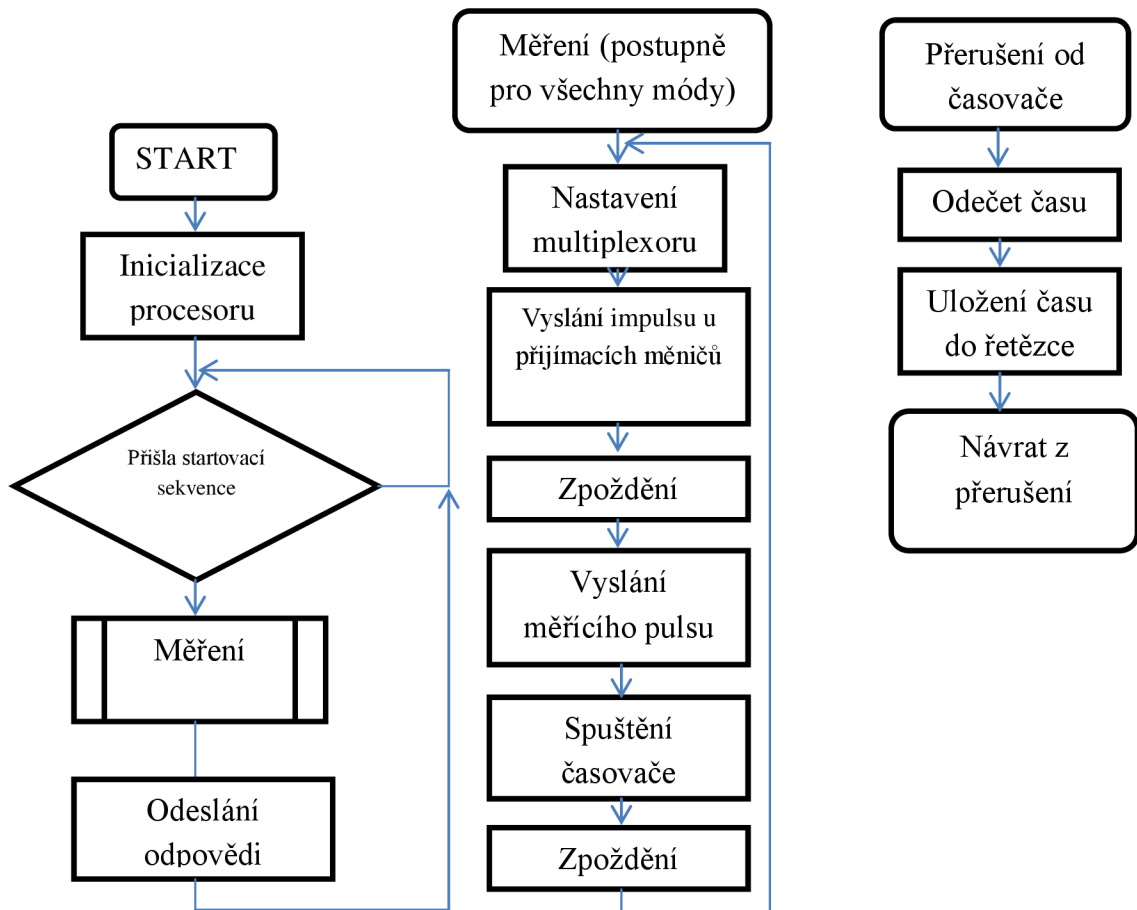 START
Inicializace
procesoru
Přišla startovací
sekvence
Měření
Odeslání
odpovědi
Měření (postupně
pro všechny módy)
Nastavení
multiplexoru
Vyslání impulsu u
přijímacích měničů
Zpoždění
Vyslání
měřícího pulsu
Spuštění
časovače
Zpoždění
Přerušení od
časovače
Odečet času
Uložení času
do řetězce
Návrat z
přerušení